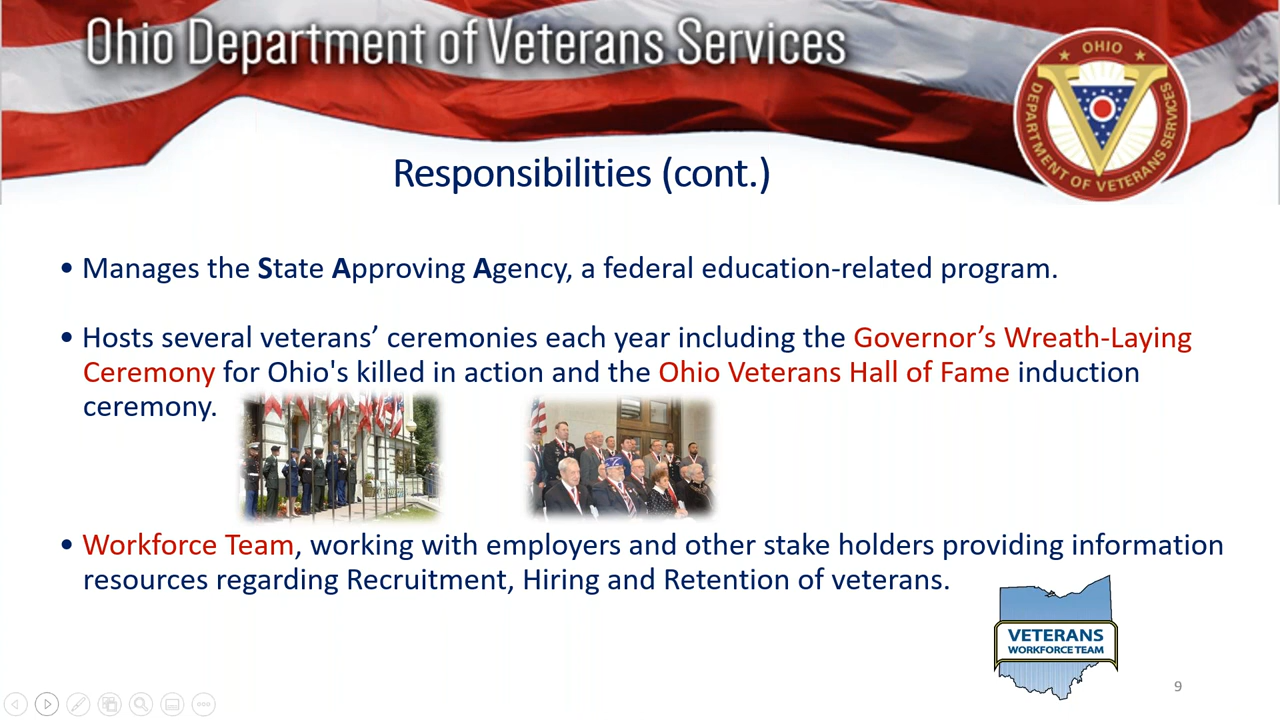 Ohio Department of Veterans Services
OHIO
DEPARTMENT OF VETERANS SERVICES
Responsibilities (cont.)
• Manages the State Approving Agency, a federal education-related program.
• Hosts several veterans’ ceremonies each year including the Governor’s Wreath-Laying
Ceremony for Ohio's killed in action and the Ohio Veterans Hall of Fame induction
ceremony.
• Workforce Team, working with employers and other stake holders providing information
resources regarding Recruitment, Hiring and Retention of veterans.
VETERANS
WORKFORCE TEAM
9